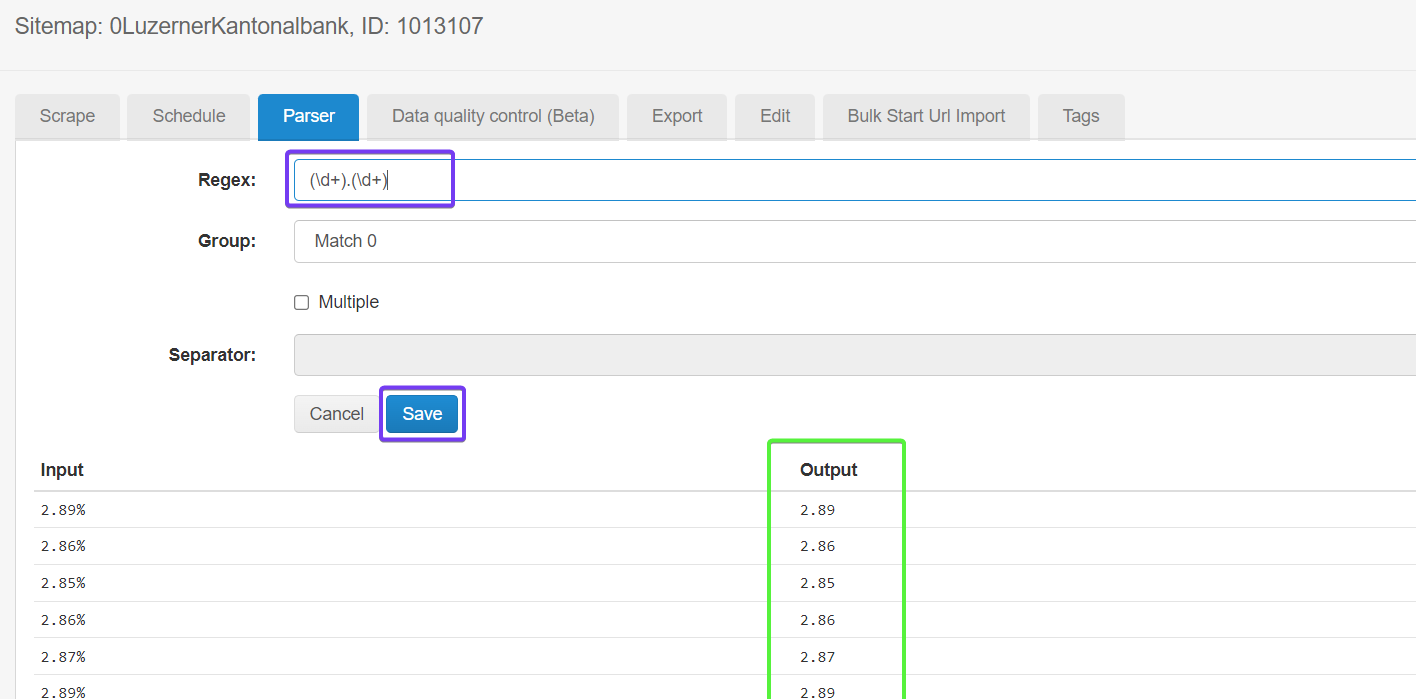 Sitemap: 0LuzernerKantonalbank, ID: 1013107
Scrape Schedule Parser Data quality control (Beta) Export Edit Bulk Start Url Import Tags
Regex: (\d+).(\d+)
Group: Match 0
Multiple
Separator:
Cancel Save
Input Output
2.89% 2.89
2.86% 2.86
2.85% 2.85
2.86% 2.86
2.87% 2.87
2.89% 2.89